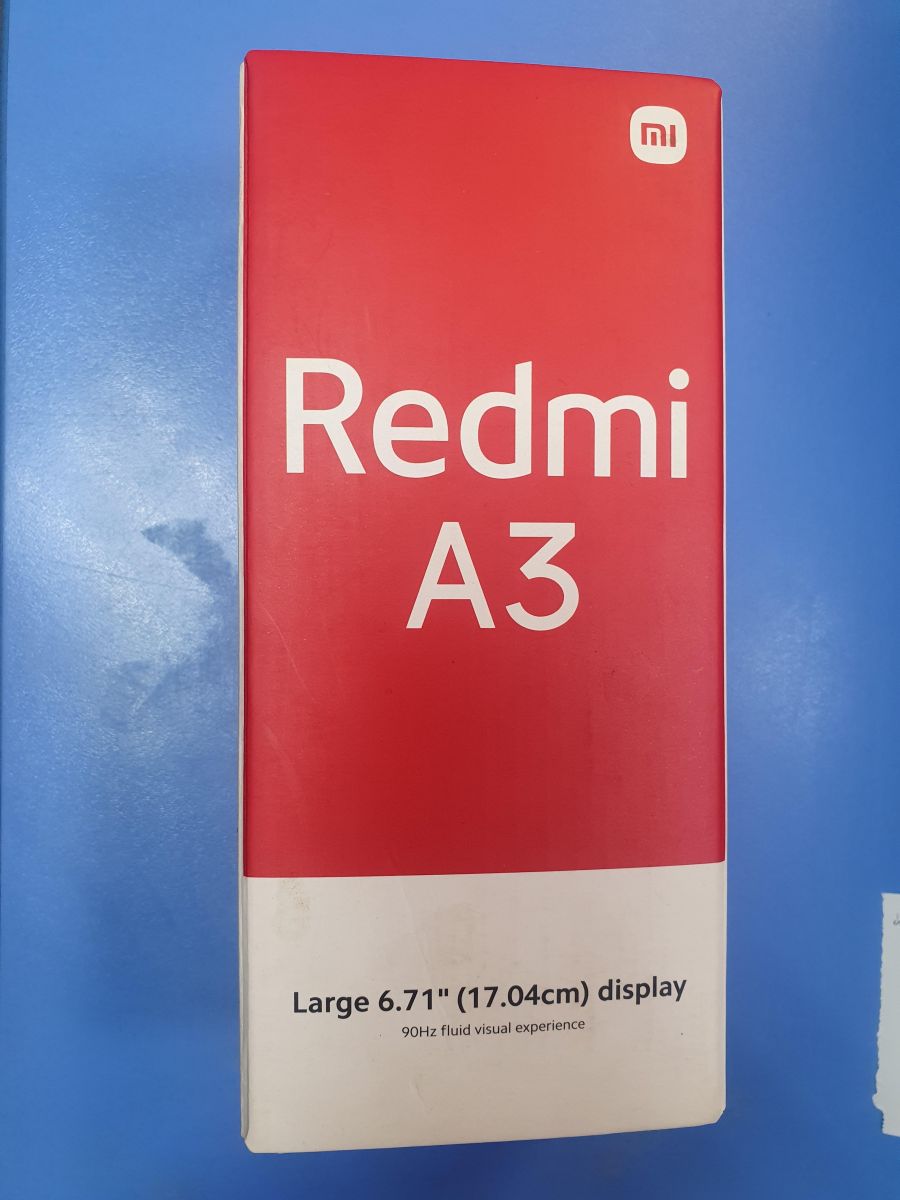 mi
Redmi
A3
Large 6.71" (17.04cm) display
90Hz fluid visual experience